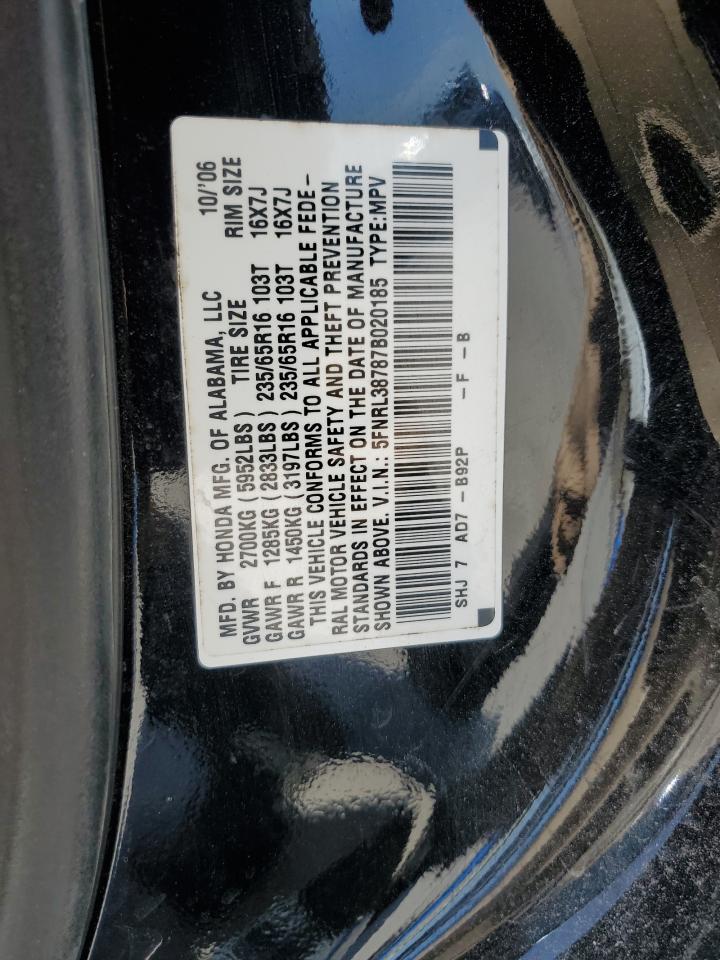 MFD. BY HONDA MFG. OF ALABAMA, LLC 10/'06
GVWR 2700KG (5952LBS) TIRE SIZE RIM SIZE
GAWR F 1285KG (2833LBS) 235/65R16 103T 16X7J
GAWR R 1450KG (3197LBS) 235/65R16 103T 16X7J
THIS VEHICLE CONFORMS TO ALL APPLICABLE FEDE-
RAL MOTOR VEHICLE SAFETY AND THEFT PREVENTION
STANDARDS IN EFFECT ON THE DATE OF MANUFACTURE
SHOWN ABOVE. V.I.N.: 5FNRL38787B020185 TYPE:MPV
SHJ 7 AD7 - B92P - F - B